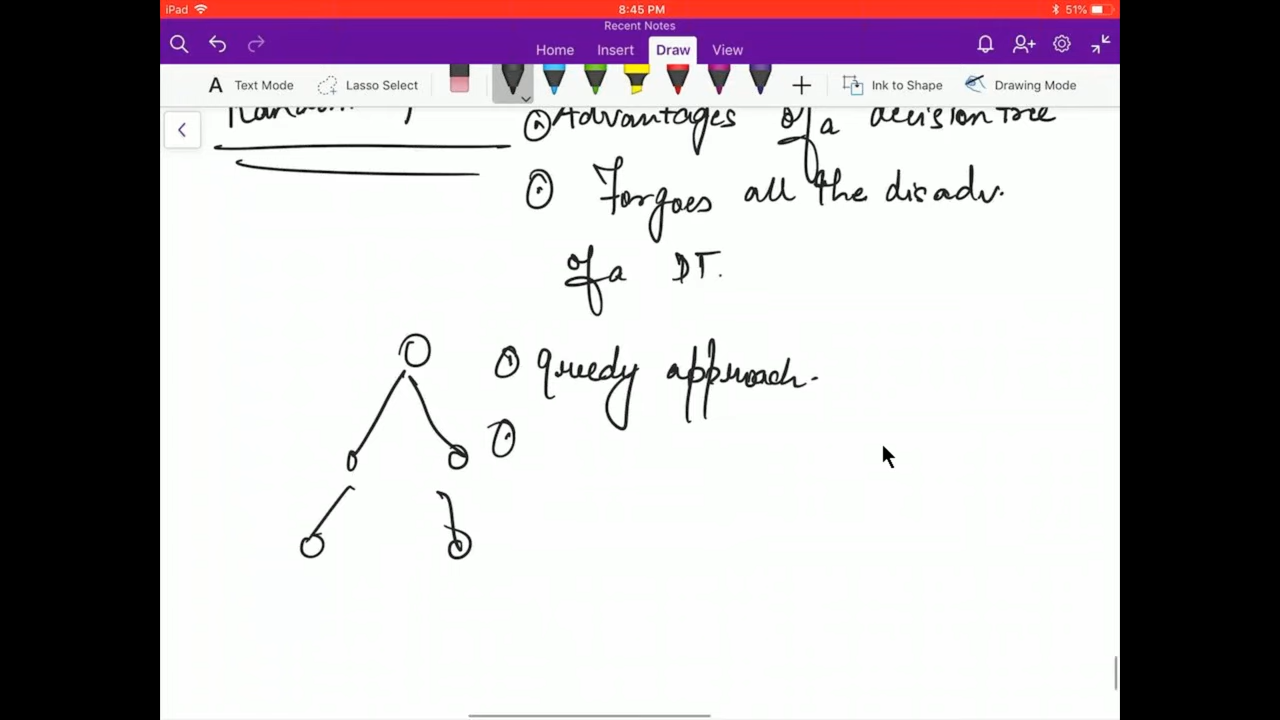 iPad 8:45 PM 51%
Recent Notes
Home Insert Draw View
A Text Mode Lasso Select Ink to Shape Drawing Mode
Advantages of a decision Tree
Forgoes all the disadv.
of a DT.
greedy approach.